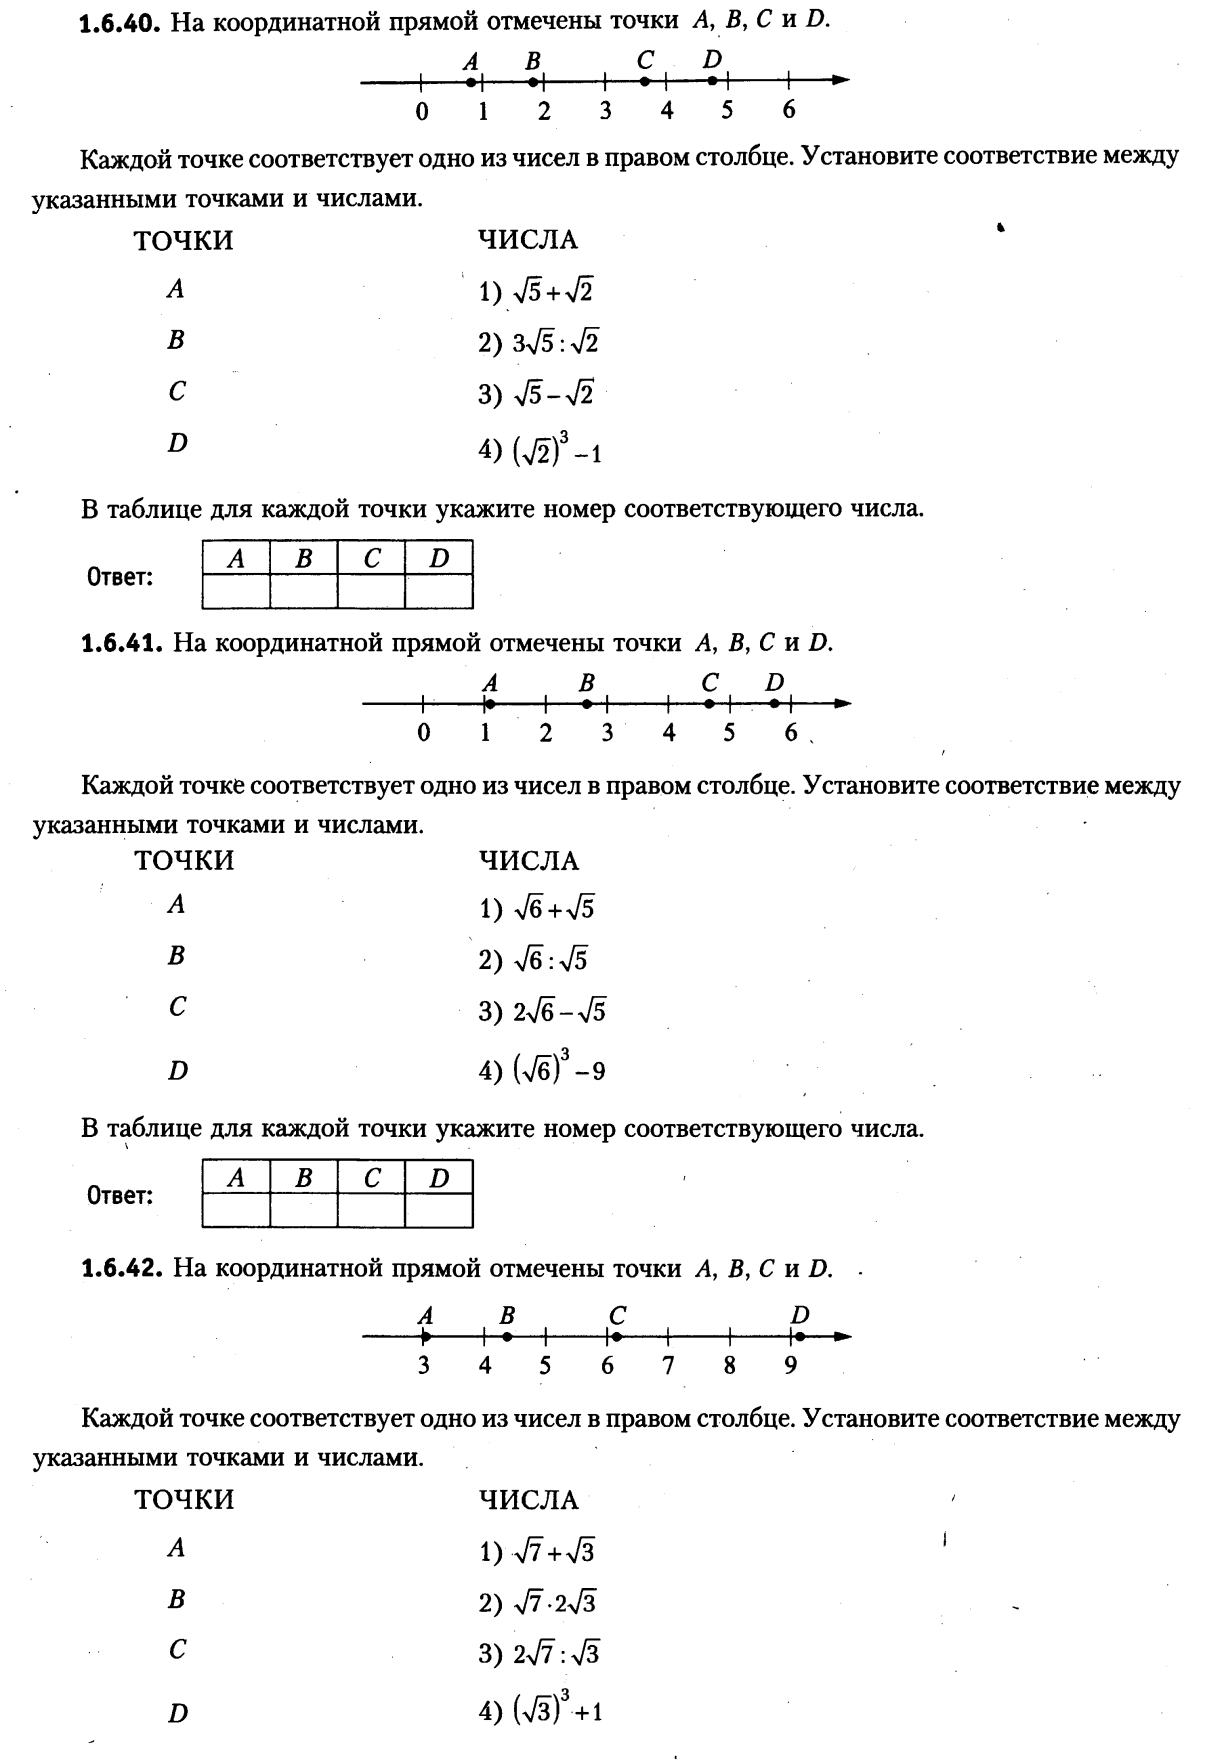 1.6.40. На координатной прямой отмечены точки A, B, C и D.
A B C D
0 1 2 3 4 5 6
Каждой точке соответствует одно из чисел в правом столбце. Установите соответствие между
указанными точками и числами.
ТОЧКИ ЧИСЛА
A 1) √5+√2
B 2) 3√5:√2
C 3) √5−√2
D 4) (√2)³−1
В таблице для каждой точки укажите номер соответствующего числа.
Ответ: A B C D
1.6.41. На координатной прямой отмечены точки A, B, C и D.
A B C D
0 1 2 3 4 5 6
Каждой точке соответствует одно из чисел в правом столбце. Установите соответствие между
указанными точками и числами.
ТОЧКИ ЧИСЛА
A 1) √6+√5
B 2) √6:√5
C 3) 2√6−√5
D 4) (√6)³−9
В таблице для каждой точки укажите номер соответствующего числа.
Ответ: A B C D
1.6.42. На координатной прямой отмечены точки A, B, C и D.
A B C D
3 4 5 6 7 8 9
Каждой точке соответствует одно из чисел в правом столбце. Установите соответствие между
указанными точками и числами.
ТОЧКИ ЧИСЛА
A 1) √7+√3
B 2) √7·2√3
C 3) 2√7:√3
D 4) (√3)³+1